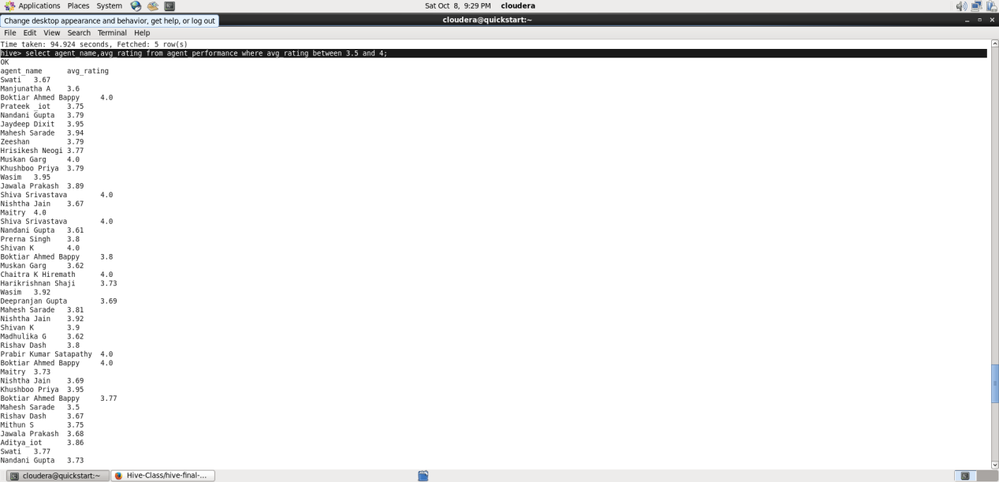 Applications Places System Sat Oct 8, 9:29 PM cloudera
Change desktop appearance and behavior, get help, or log out cloudera@quickstart:~
File Edit View Search Terminal Help
Time taken: 94.924 seconds, Fetched: 5 row(s)
hive> select agent_name,avg_rating from agent_performance where avg_rating between 3.5 and 4;
OK
agent_name avg_rating
Swati 3.67
Manjunatha A 3.6
Boktiar Ahmed Bappy 4.0
Prateek _iot 3.75
Nandani Gupta 3.79
Jaydeep Dixit 3.95
Mahesh Sarade 3.94
Zeeshan 3.79
Hrisikesh Neogi 3.77
Muskan Garg 4.0
Khushboo Priya 3.79
Wasim 3.95
Jawala Prakash 3.89
Shiva Srivastava 4.0
Nishtha Jain 3.67
Maitry 4.0
Shiva Srivastava 4.0
Nandani Gupta 3.61
Prerna Singh 3.8
Shivan K 4.0
Boktiar Ahmed Bappy 3.8
Muskan Garg 3.62
Chaitra K Hiremath 4.0
Harikrishnan Shaji 3.73
Wasim 3.92
Deepranjan Gupta 3.69
Mahesh Sarade 3.81
Nishtha Jain 3.92
Shivan K 3.9
Madhulika G 3.62
Rishav Dash 3.8
Prabir Kumar Satapathy 4.0
Boktiar Ahmed Bappy 4.0
Maitry 3.73
Nishtha Jain 3.69
Khushboo Priya 3.95
Boktiar Ahmed Bappy 3.77
Mahesh Sarade 3.5
Rishav Dash 3.67
Mithun S 3.75
Jawala Prakash 3.68
Aditya_iot 3.86
Swati 3.77
Nandani Gupta 3.73
cloudera@quickstart:~ Hive-Class/hive-final-...